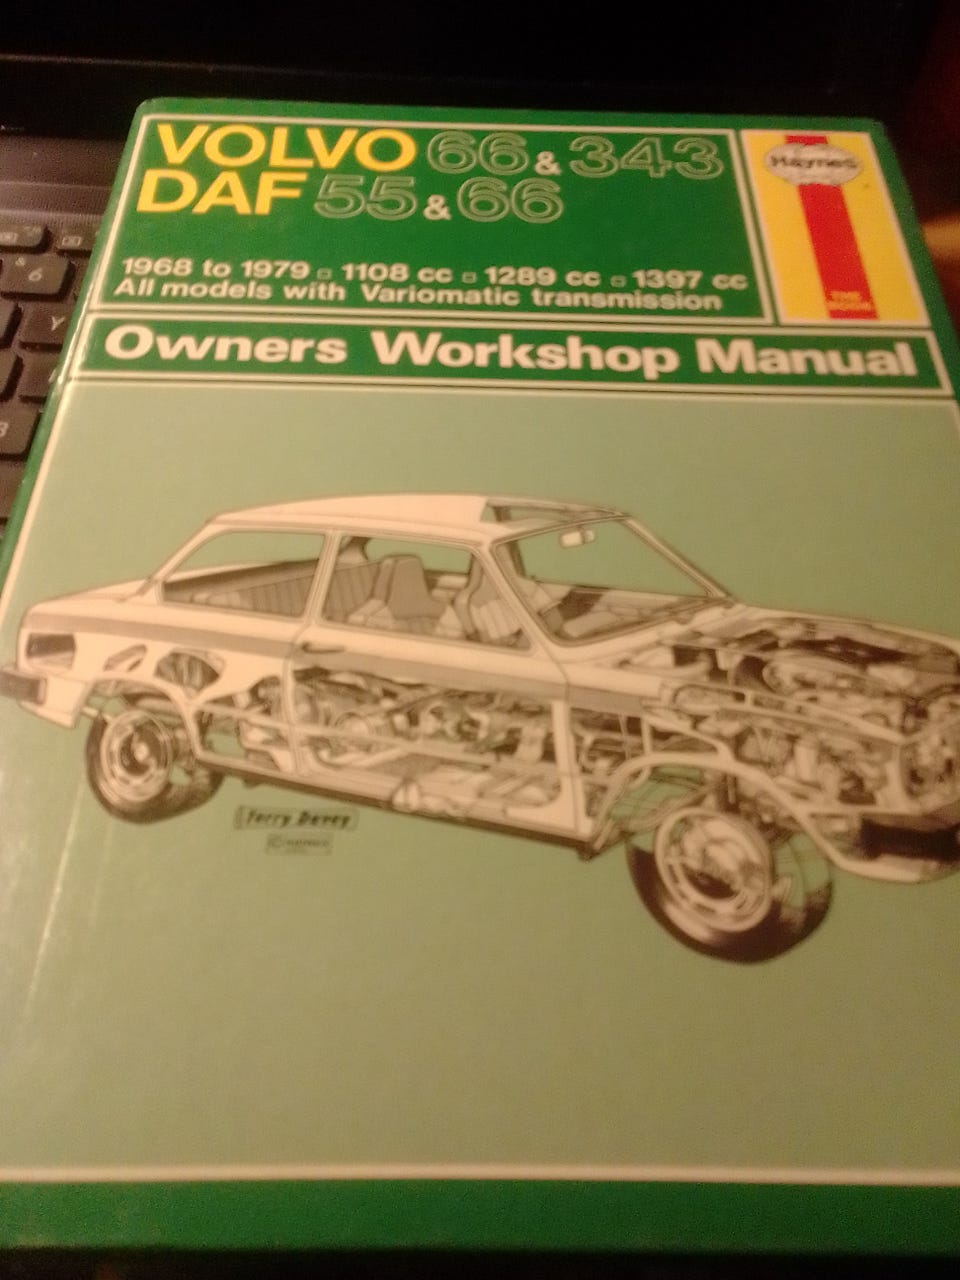 VOLVO 66 & 343
DAF 55 & 66
1968 to 1979 ▫ 1108 cc ▫ 1289 cc ▫ 1397 cc
All models with Variomatic transmission
Haynes
Owners Workshop Manual
Terry Davey
6
Y